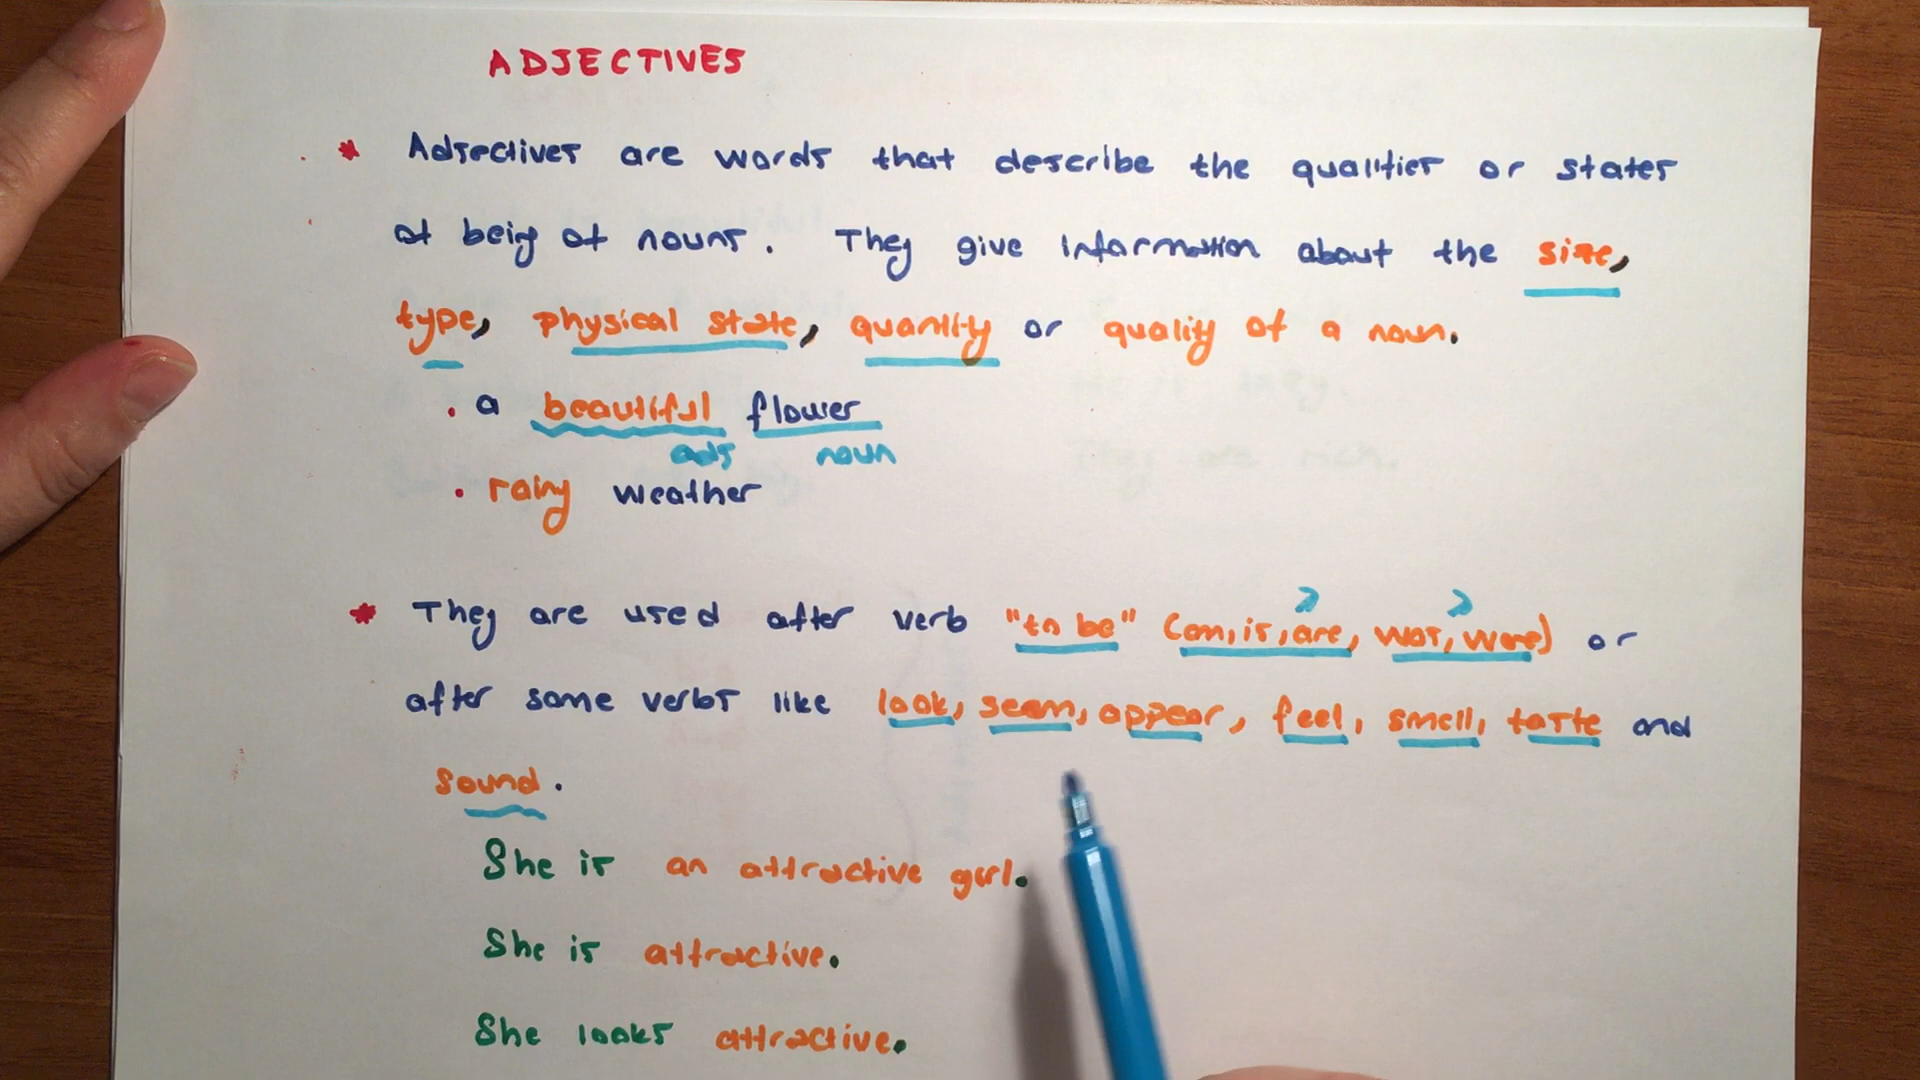 ADJECTIVES
* Adjectives are words that describe the qualities or states
of being of nouns. They give information about the size,
type, physical state, quantity or quality of a noun.
• a beautiful flower
adj noun
• rainy weather
* They are used after verb "to be" (am, is, are, was, were) or
after some verbs like look, seem, appear, feel, smell, taste and
sound.
She is an attractive girl.
She is attractive.
She looks attractive.